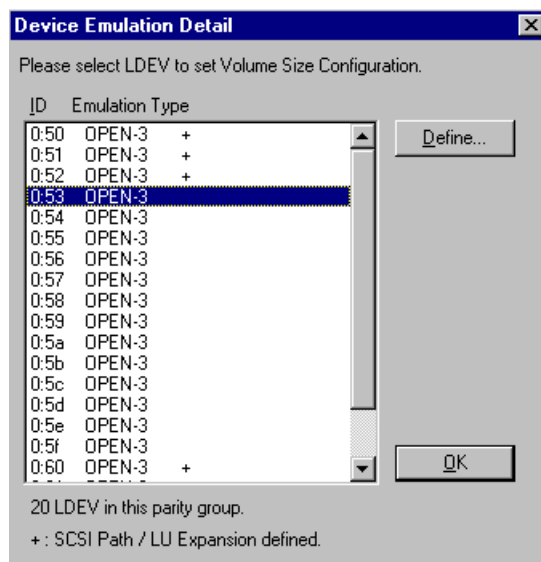 Device Emulation Detail
Please select LDEV to set Volume Size Configuration.
ID Emulation Type
0:50 OPEN-3 +
0:51 OPEN-3 +
0:52 OPEN-3 +
0:53 OPEN-3
0:54 OPEN-3
0:55 OPEN-3
0:56 OPEN-3
0:57 OPEN-3
0:58 OPEN-3
0:59 OPEN-3
0:5a OPEN-3
0:5b OPEN-3
0:5c OPEN-3
0:5d OPEN-3
0:5e OPEN-3
0:5f OPEN-3
0:60 OPEN-3 +
Define...
OK
20 LDEV in this parity group.
+ : SCSI Path / LU Expansion defined.